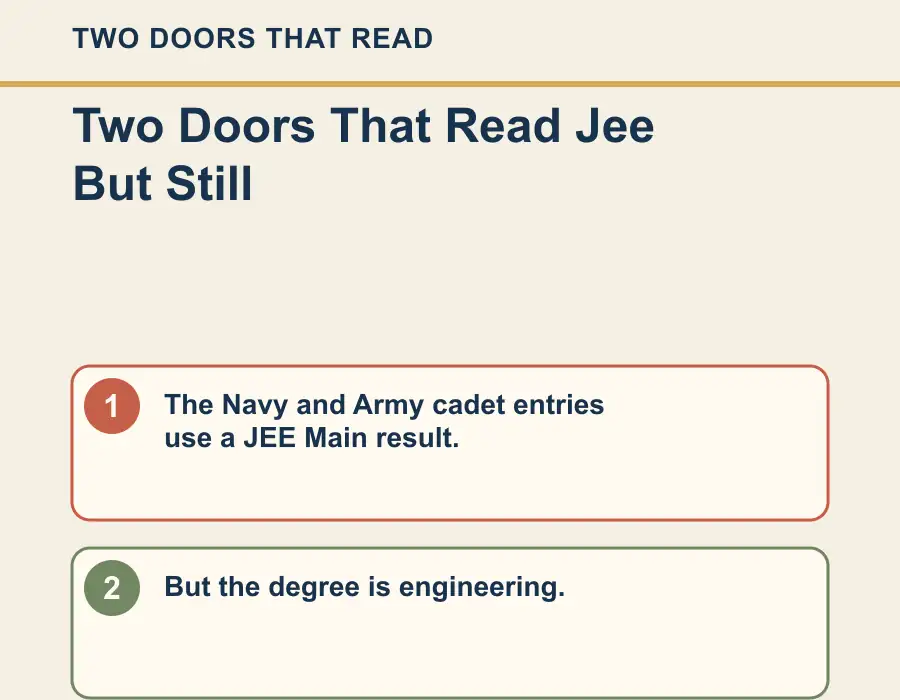 TWO DOORS THAT READ
Two Doors That Read Jee
But Still
1
The Navy and Army cadet entries
use a JEE Main result.
2
But the degree is engineering.